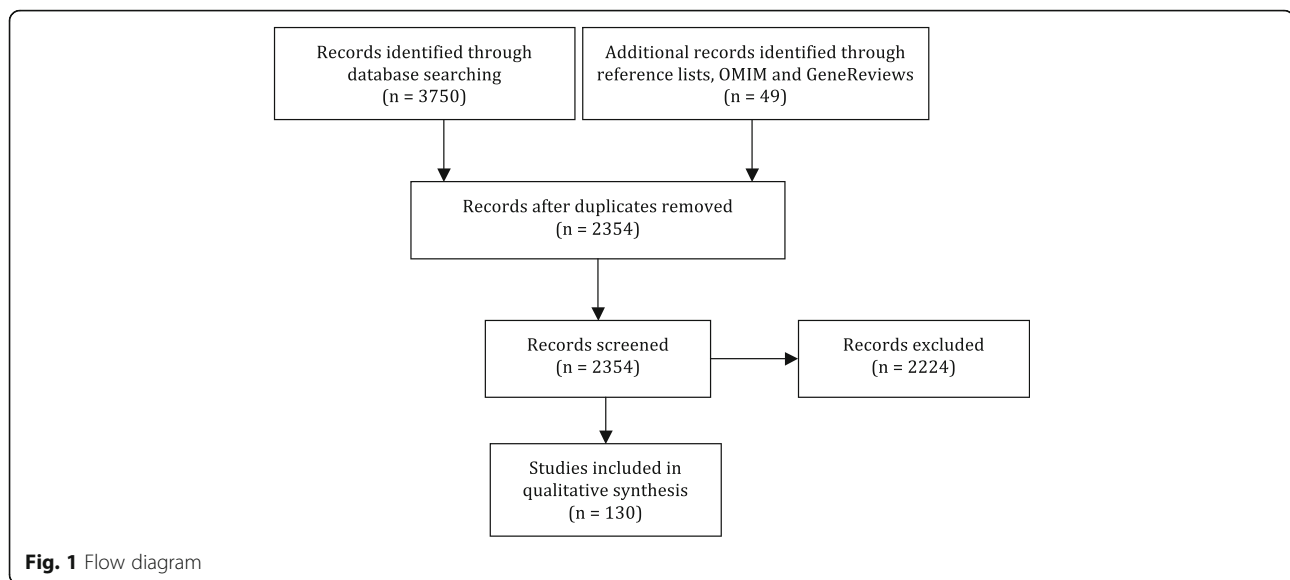 Records identified through
database searching
(n = 3750)
Additional records identified through
reference lists, OMIM and GeneReviews
(n = 49)
Records after duplicates removed
(n = 2354)
Records screened
(n = 2354)
Records excluded
(n = 2224)
Studies included in
qualitative synthesis
(n = 130)
Fig. 1 Flow diagram